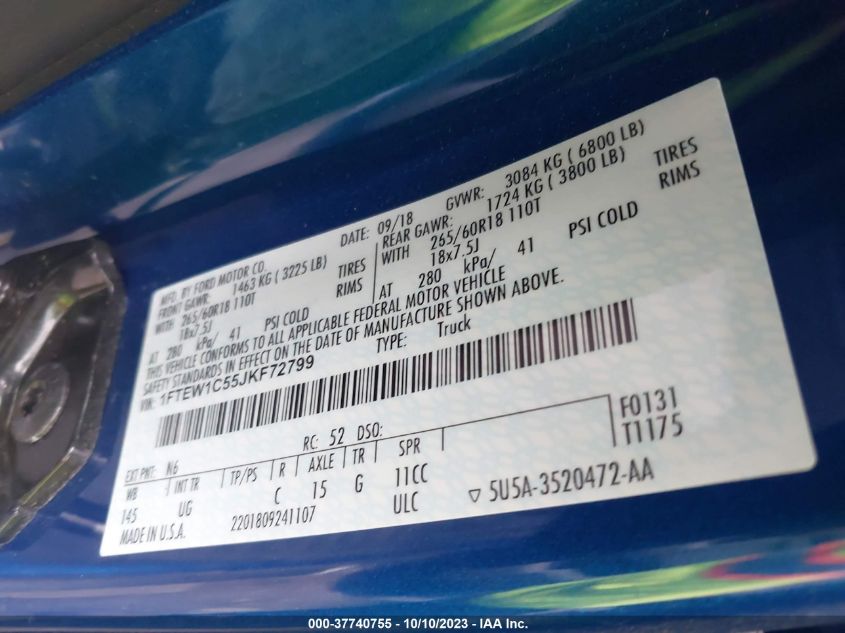 MFD. BY FORD MOTOR CO.
DATE: 09/18
GVWR: 3084 KG ( 6800 LB)
FRONT GAWR: 1463 KG ( 3225 LB)
REAR GAWR: 1724 KG ( 3800 LB)
WITH 265/60R18 110T TIRES
WITH 265/60R18 110T TIRES
18x7.5J RIMS
18x7.5J RIMS
AT 280 kPa/ 41 PSI COLD
AT 280 kPa/ 41 PSI COLD
THIS VEHICLE CONFORMS TO ALL APPLICABLE FEDERAL MOTOR VEHICLE
SAFETY STANDARDS IN EFFECT ON THE DATE OF MANUFACTURE SHOWN ABOVE.
VIN: 1FTEW1C55JKF72799
TYPE: Truck
F0131
T1175
EXT PNT: N6 RC: 52 DSO:
WB INT TR TP/PS R AXLE TR SPR
145 UG C 15 G 11CC
MADE IN U.S.A. 2201809241107 ULC
▽ 5U5A-3520472-AA
000-37740755 - 10/10/2023 - IAA Inc.